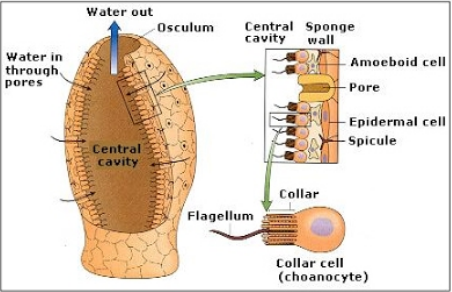 Water out
Osculum
Water in
through
pores
Central
cavity
Central
cavity
Sponge
wall
Amoeboid cell
Pore
Epidermal cell
Spicule
Collar
Flagellum
Collar cell
(choanocyte)